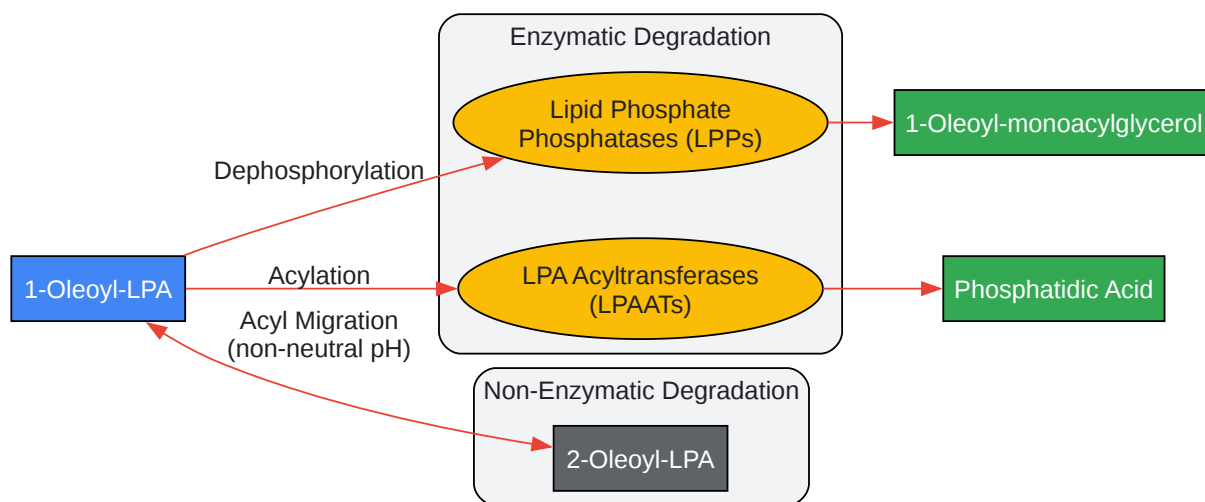 Enzymatic Degradation
Lipid Phosphate
Phosphatases (LPPs)
1-Oleoyl-monoacylglycerol
Dephosphorylation
1-Oleoyl-LPA
Acylation
LPA Acyltransferases
(LPAATs)
Phosphatidic Acid
Acyl Migration
(non-neutral pH)
Non-Enzymatic Degradation
2-Oleoyl-LPA